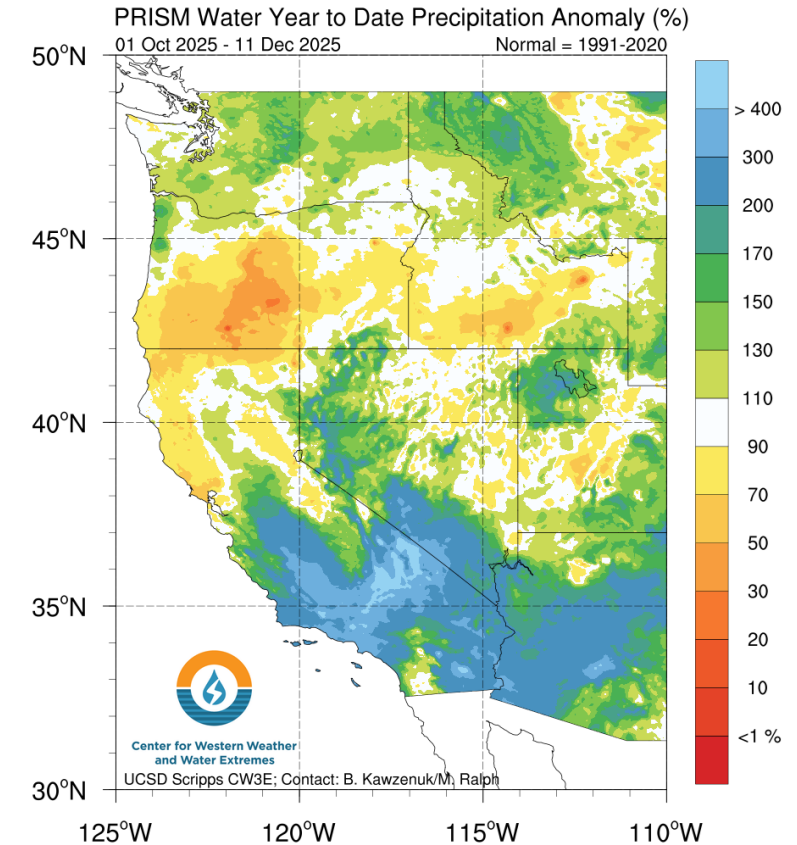 PRISM Water Year to Date Precipitation Anomaly (%)
01 Oct 2025 - 11 Dec 2025 Normal = 1991-2020
50°N
45°N
40°N
35°N
30°N
125°W 120°W 115°W 110°W
> 400
300
200
170
150
130
110
90
70
50
30
20
10
<1 %
Center for Western Weather
and Water Extremes
UCSD Scripps CW3E; Contact: B. Kawzenuk/M. Ralph